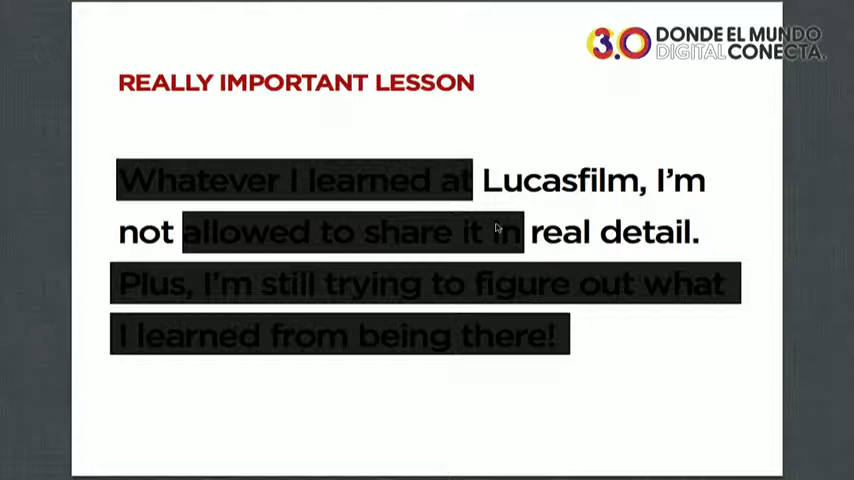 3.0 DONDE EL MUNDO
DIGITAL CONECTA.
REALLY IMPORTANT LESSON
Whatever I learned at Lucasfilm, I'm
not allowed to share it in real detail.
Plus, I'm still trying to figure out what
I learned from being there!